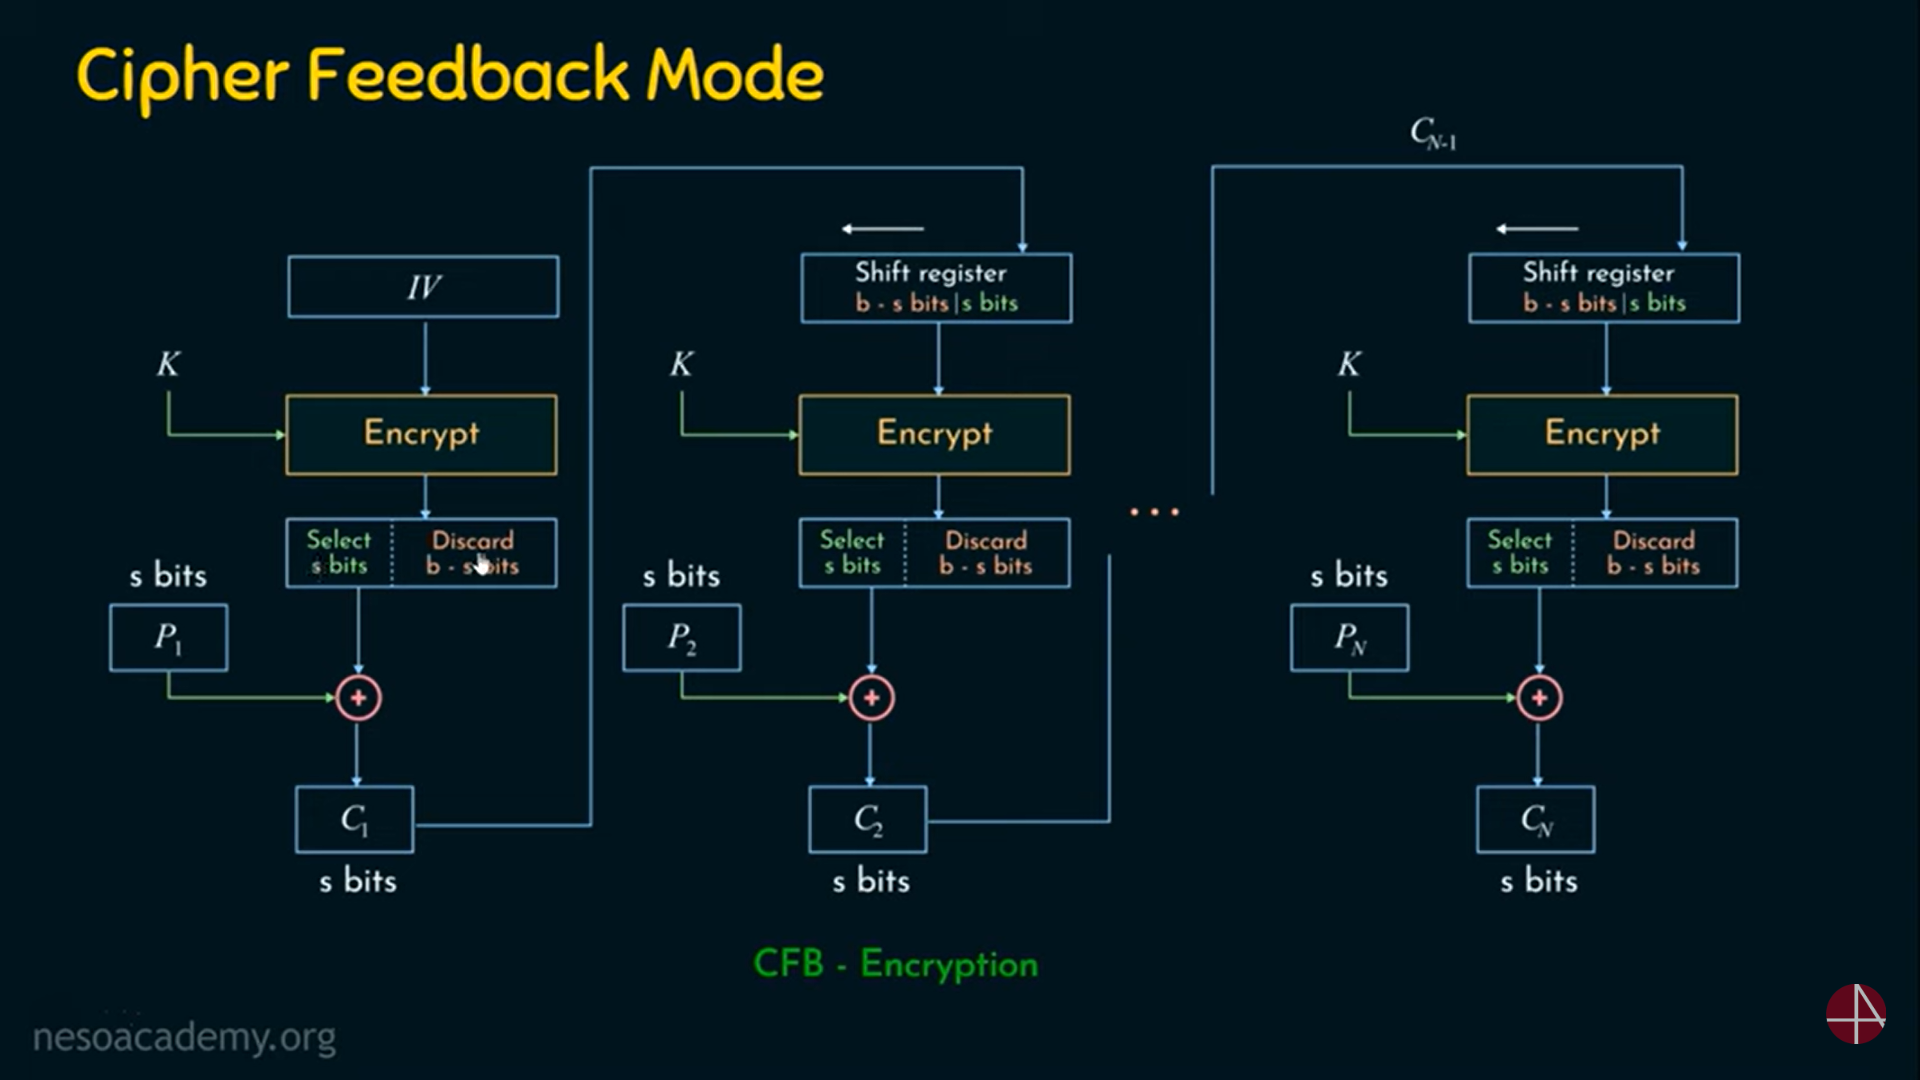 Cipher Feedback Mode
C_{N-1}
IV
Shift register
b - s bits | s bits
Shift register
b - s bits | s bits
K
K
K
Encrypt
Encrypt
Encrypt
Select
s bits
Discard
b - s bits
Select
s bits
Discard
b - s bits
Select
s bits
Discard
b - s bits
s bits
s bits
s bits
P_1
P_2
P_N
+
+
+
C_1
C_2
C_N
s bits
s bits
s bits
CFB - Encryption
nesoacademy.org